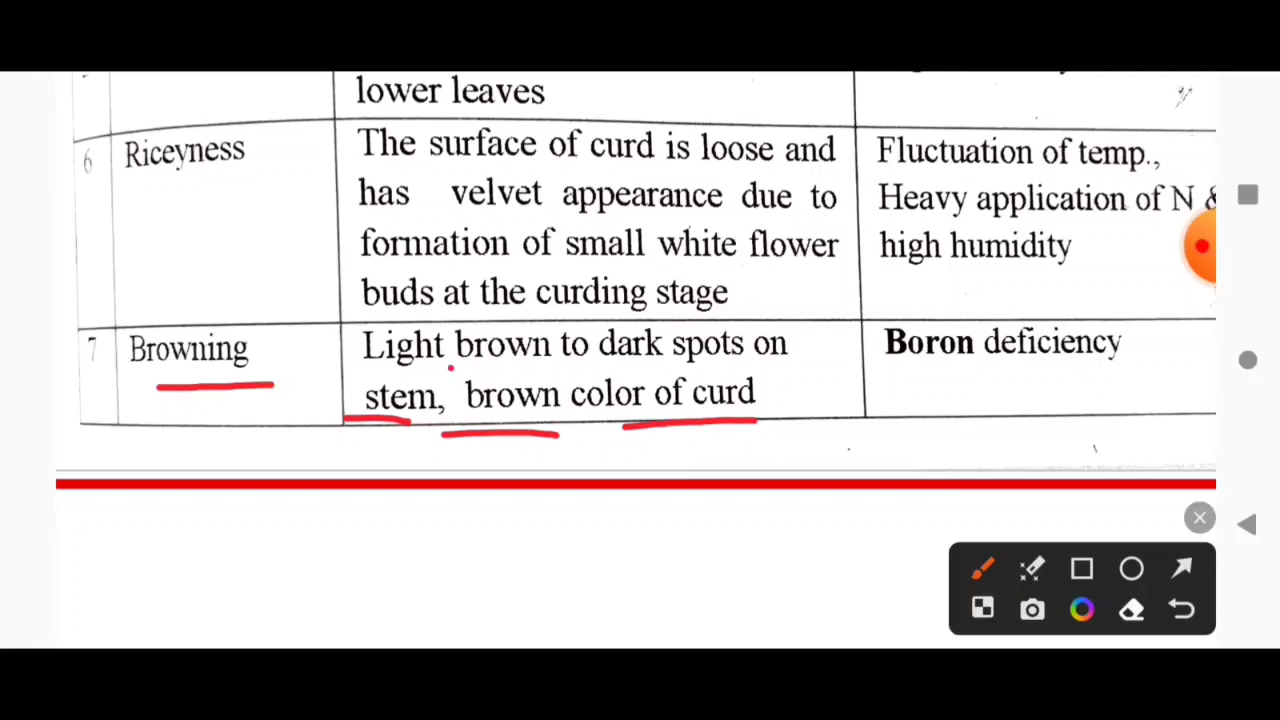 lower leaves
6 Riceyness The surface of curd is loose and Fluctuation of temp.,
has velvet appearance due to Heavy application of N &
formation of small white flower high humidity
buds at the curding stage
7 Browning Light brown to dark spots on Boron deficiency
stem, brown color of curd